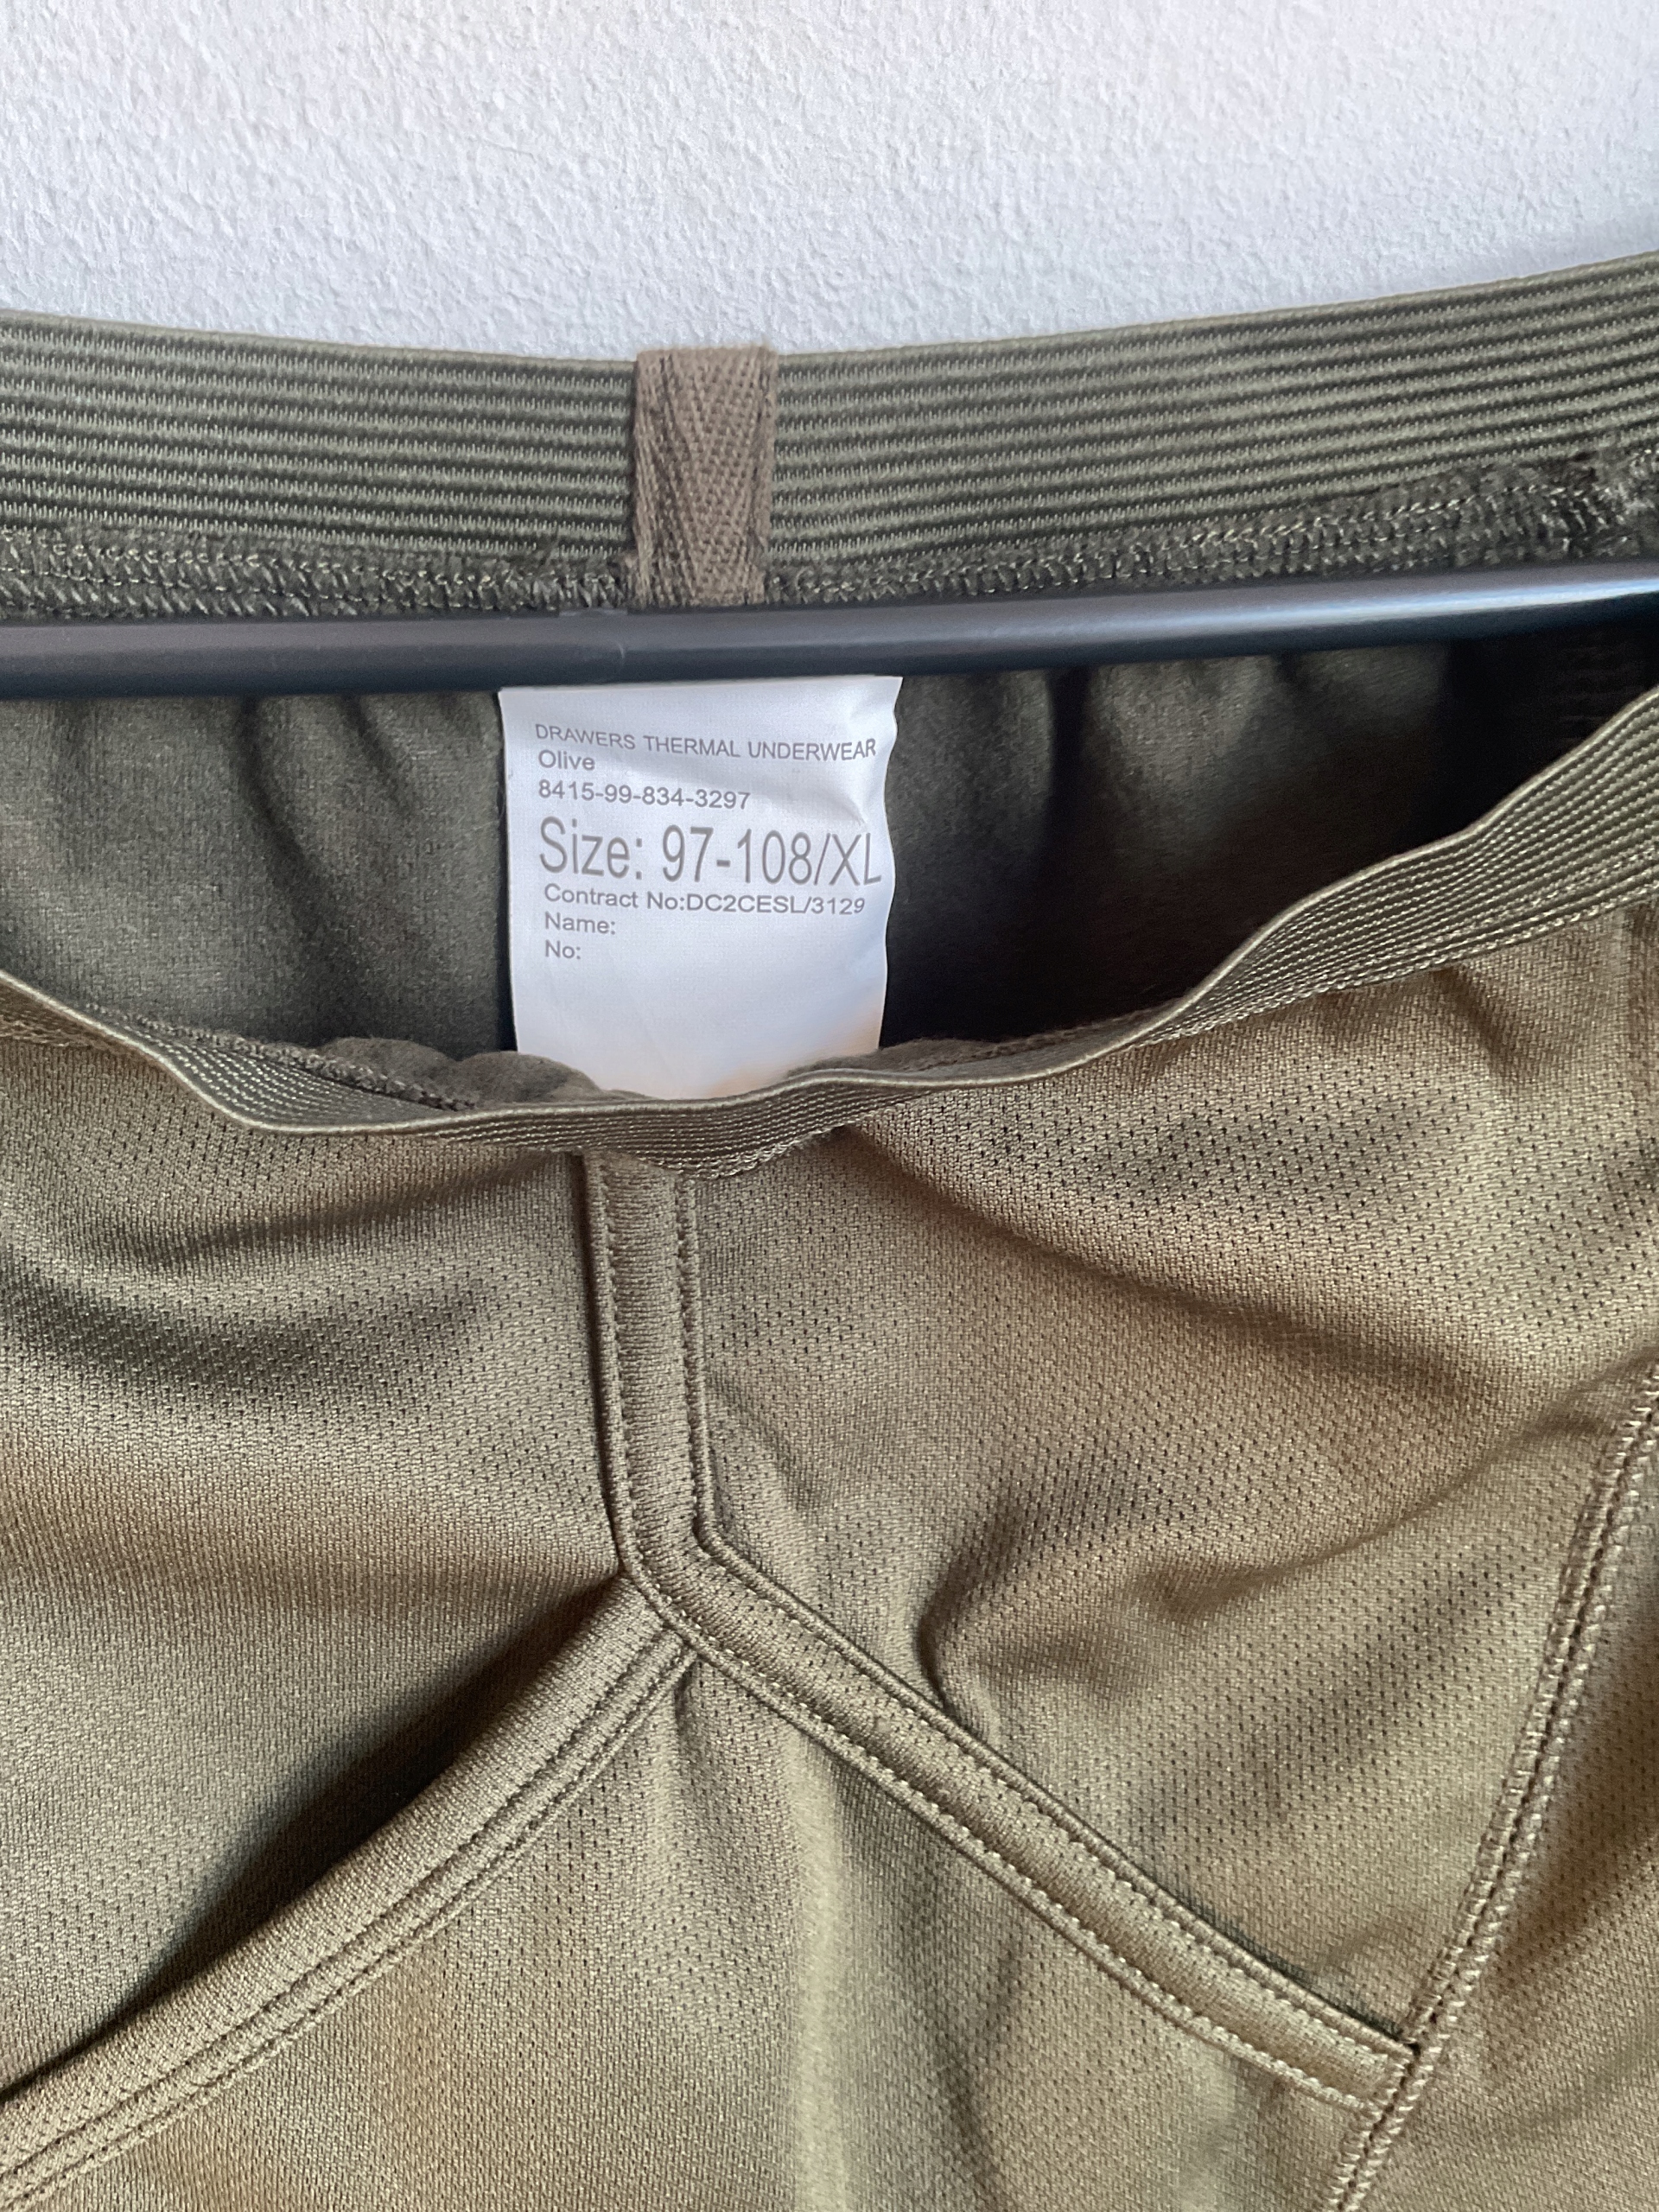 DRAWERS THERMAL UNDERWEAR
Olive
8415-99-834-3297
Size: 97-108/XL
Contract No:DC2CESL/3129
Name:
No: